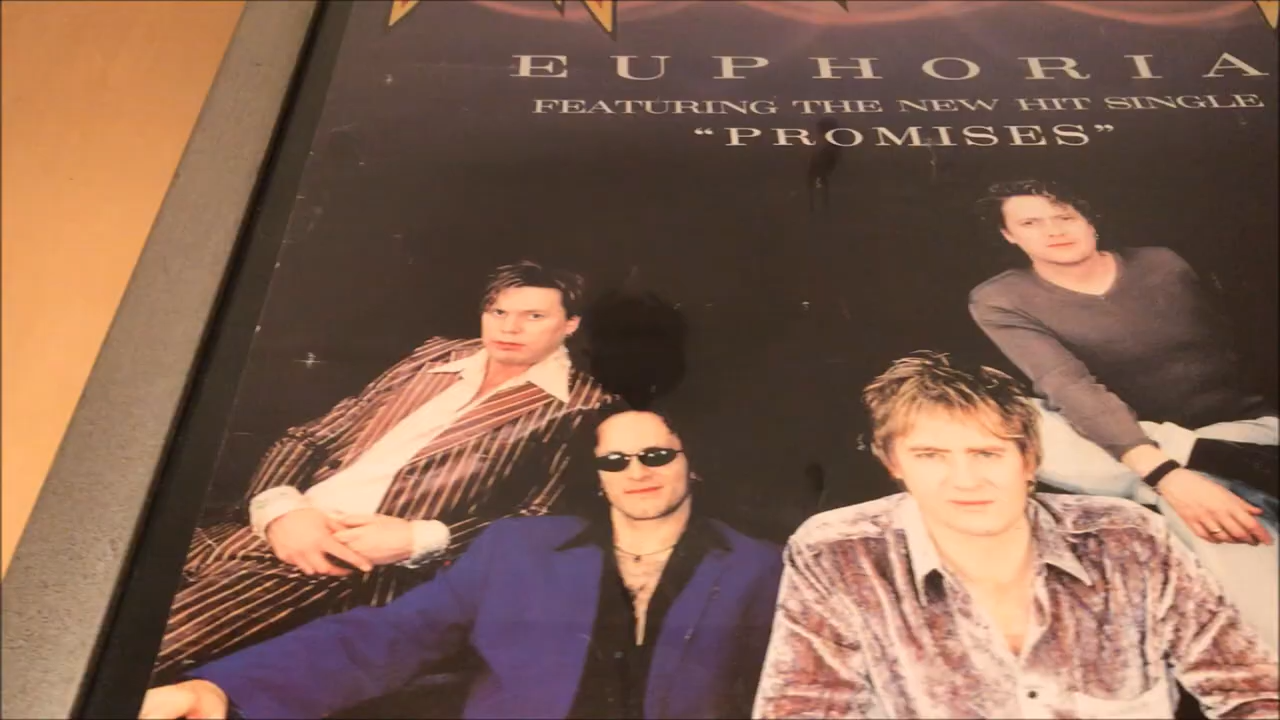 EUPHORIA
FEATURING THE NEW HIT SINGLE
“PROMISES”